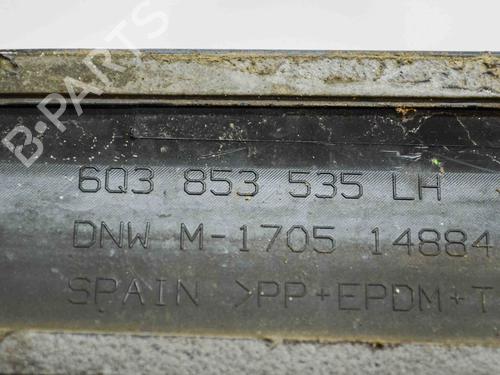 6Q3 853 535 LH
DNW M-1705 14884
SPAIN >PP+EPDM+T
B-PARTS